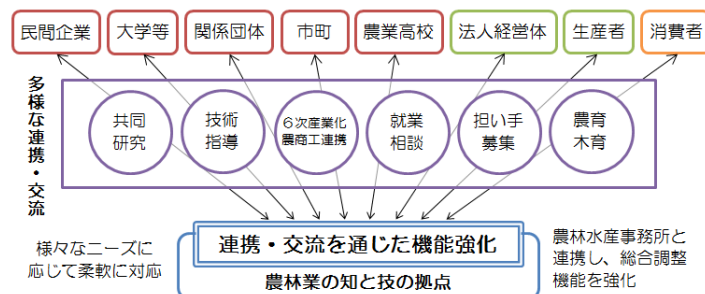 民間企業
大学等
関係団体
市町
農業高校
法人経営体
生産者
消費者
多様な連携・交流
共同
研究
技術
指導
6次産業化
農商工連携
就業
相談
担い手
募集
農育
木育
様々なニーズに
応じて柔軟に対応
連携・交流を通じた機能強化
農林業の知と技の拠点
農林水産事務所と
連携し、総合調整
機能を強化